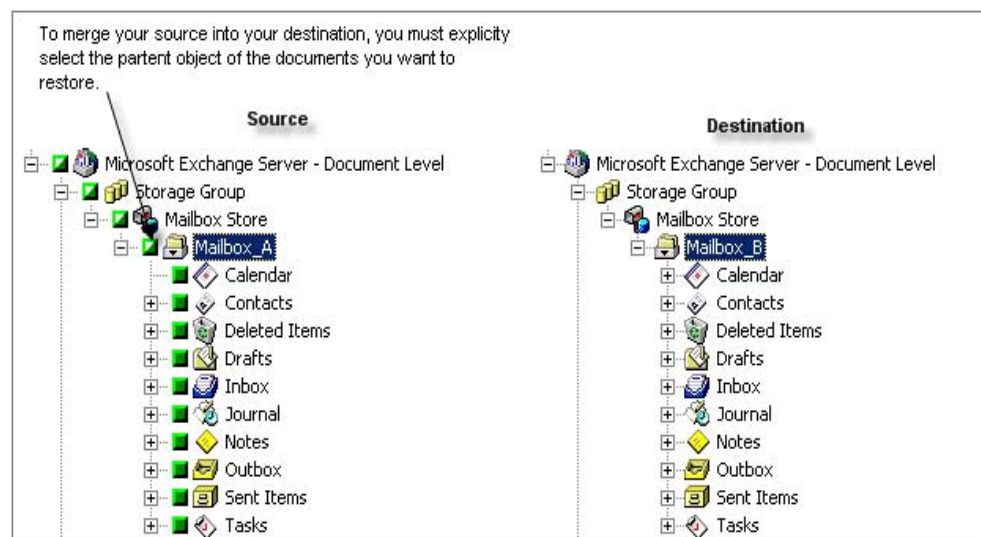 To merge your source into your destination, you must explicity
select the partent object of the documents you want to
restore.
Source
Microsoft Exchange Server - Document Level
Storage Group
Mailbox Store
Mailbox_A
Calendar
Contacts
Deleted Items
Drafts
Inbox
Journal
Notes
Outbox
Sent Items
Tasks
Destination
Microsoft Exchange Server - Document Level
Storage Group
Mailbox Store
Mailbox_B
Calendar
Contacts
Deleted Items
Drafts
Inbox
Journal
Notes
Outbox
Sent Items
Tasks